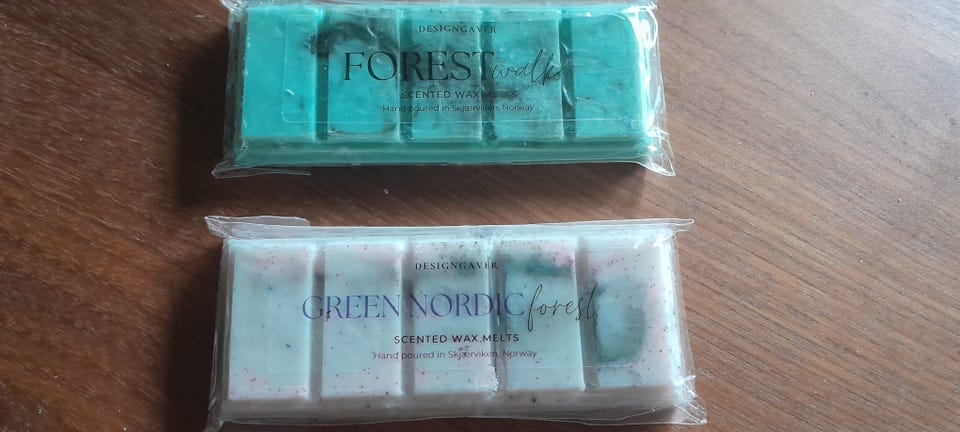 DESIGNGAVER
FOREST walk
SCENTED WAX MELTS
Hand poured in Skjærviken, Norway
DESIGNGAVER
GREEN NORDIC forest
SCENTED WAX MELTS
Hand poured in Skjærviken, Norway